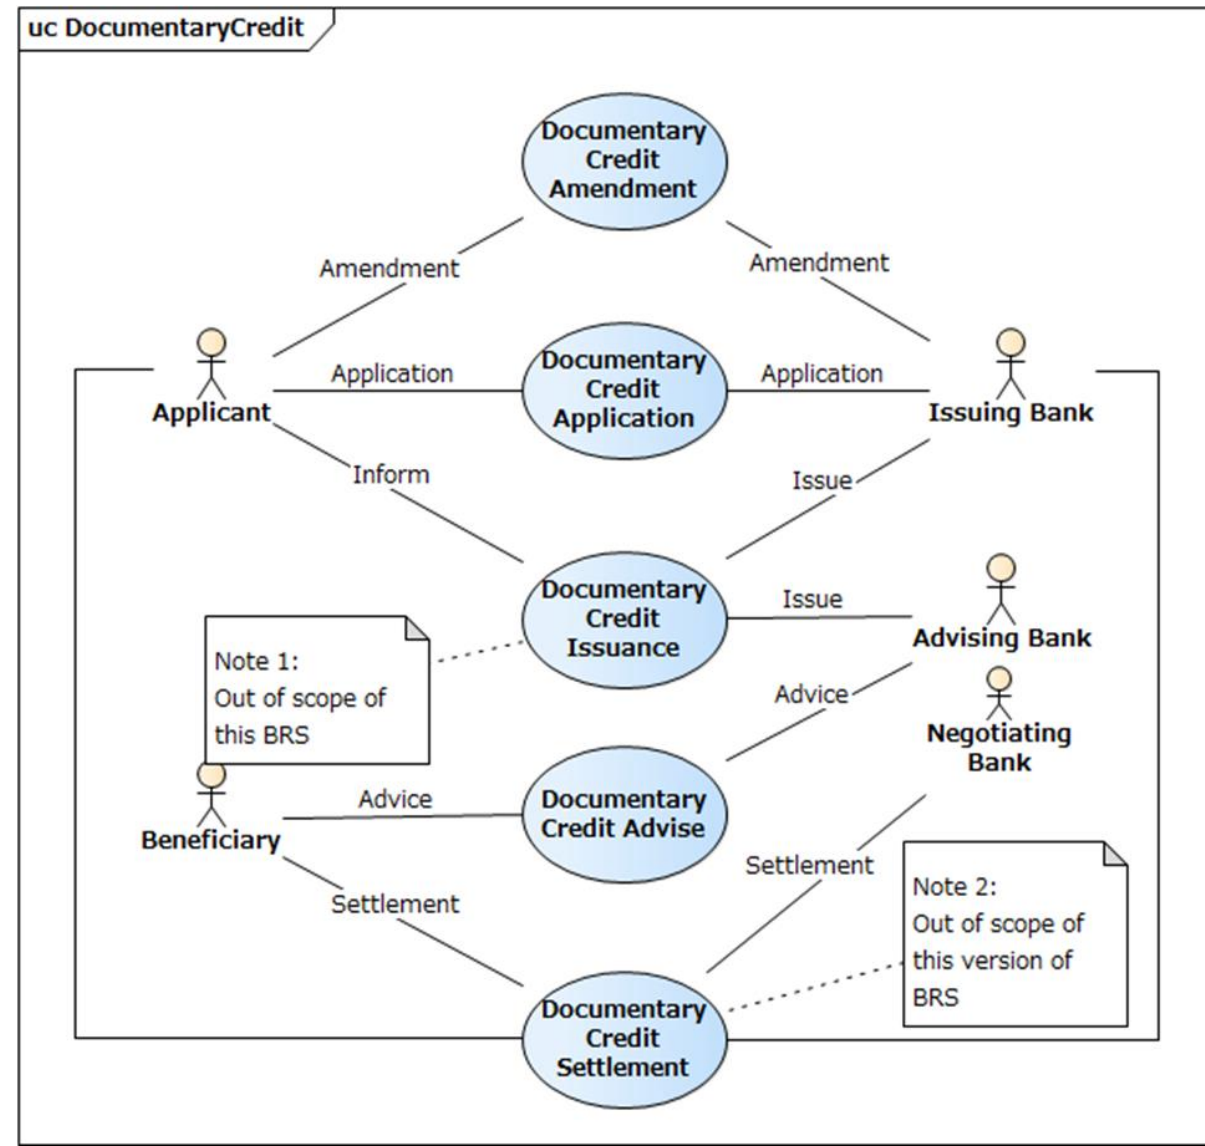 uc DocumentaryCredit
Documentary
Credit
Amendment
Amendment
Amendment
Applicant
Application
Documentary
Credit
Application
Application
Issuing Bank
Inform
Issue
Documentary
Credit
Issuance
Issue
Advising Bank
Note 1:
Out of scope of
this BRS
Advice
Negotiating
Bank
Beneficiary
Advice
Documentary
Credit Advise
Settlement
Settlement
Note 2:
Out of scope of
this version of
BRS
Documentary
Credit
Settlement